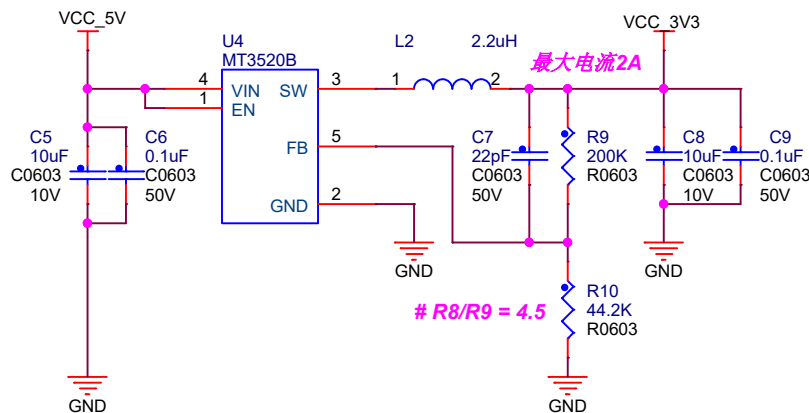 VCC_5V
VCC_3V3
U4
MT3520B
L2
2.2uH
最大电流2A
4
VIN
SW
3
1
2
1
EN
C5
10uF
C0603
10V
C6
0.1uF
C0603
50V
FB
5
C7
22pF
C0603
50V
R9
200K
R0603
C8
10uF
C0603
10V
C9
0.1uF
C0603
50V
GND
2
GND
# R8/R9 = 4.5
R10
44.2K
R0603
GND
GND
GND